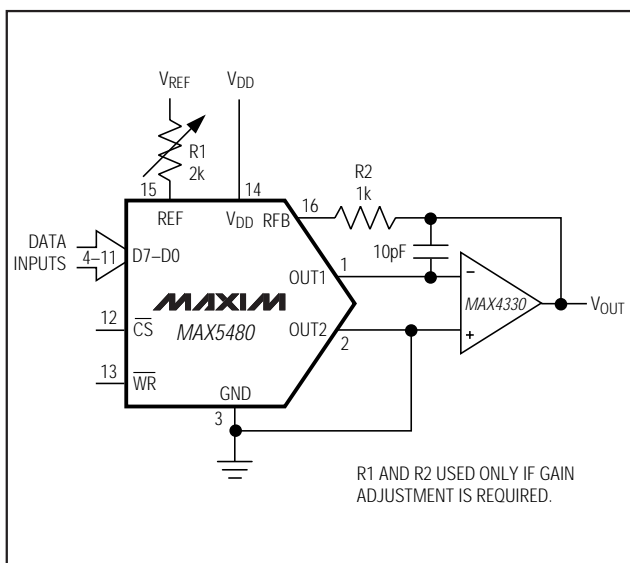 VREF
VDD
R1
2k
R2
1k
15
14
16
REF
VDD
RFB
10pF
DATA
INPUTS
4–11
D7–D0
OUT1
1
–
MAX4330
VOUT
MAXIM
MAX5480
12
CS
OUT2
2
+
13
WR
GND
3
R1 AND R2 USED ONLY IF GAIN
ADJUSTMENT IS REQUIRED.